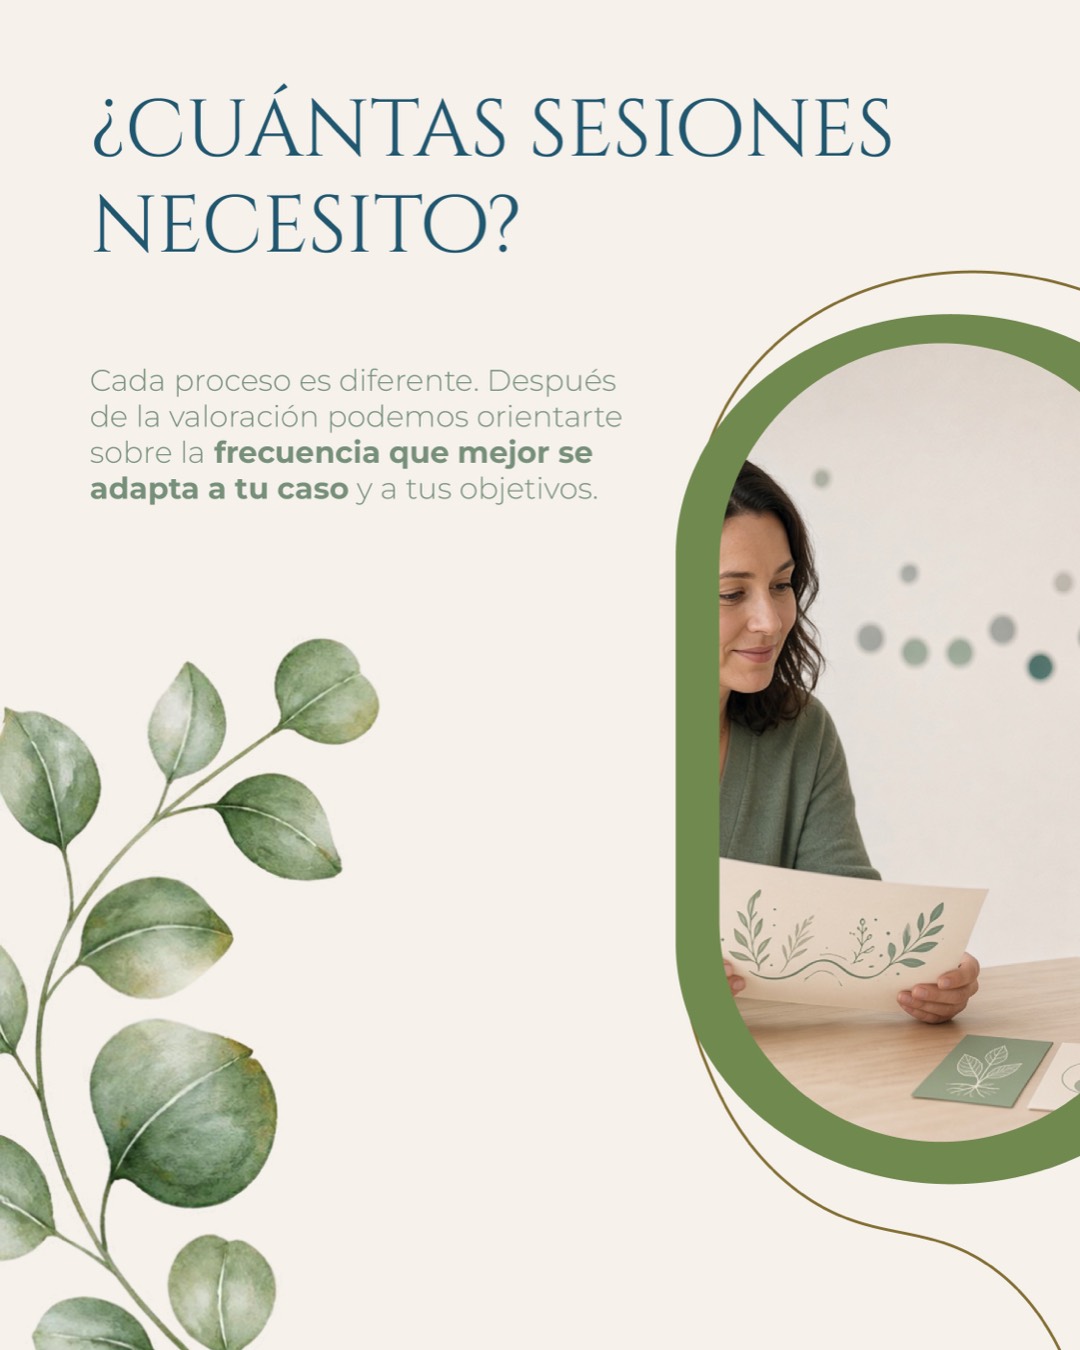 ¿CUÁNTAS SESIONES
NECESITO?
Cada proceso es diferente. Después
de la valoración podemos orientarte
sobre la frecuencia que mejor se
adapta a tu caso y a tus objetivos.